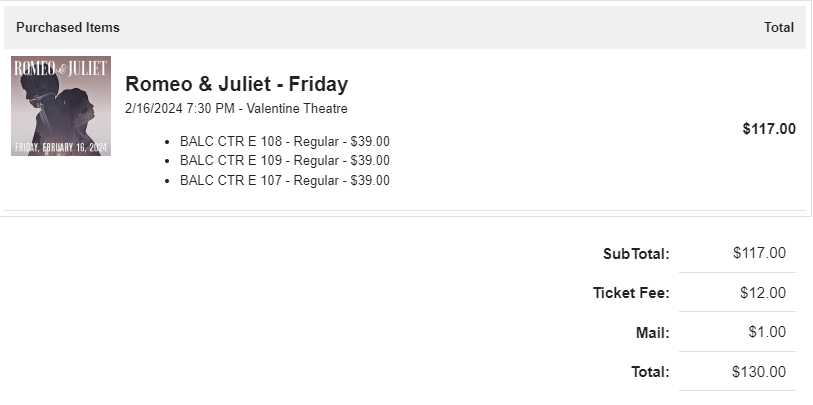 Purchased Items Total
ROMEO & JULIET
FRIDAY, FBRUARY 16, 2024
Romeo & Juliet - Friday
2/16/2024 7:30 PM - Valentine Theatre
$117.00
BALC CTR E 108 - Regular - $39.00
BALC CTR E 109 - Regular - $39.00
BALC CTR E 107 - Regular - $39.00
SubTotal: $117.00
Ticket Fee: $12.00
Mail: $1.00
Total: $130.00